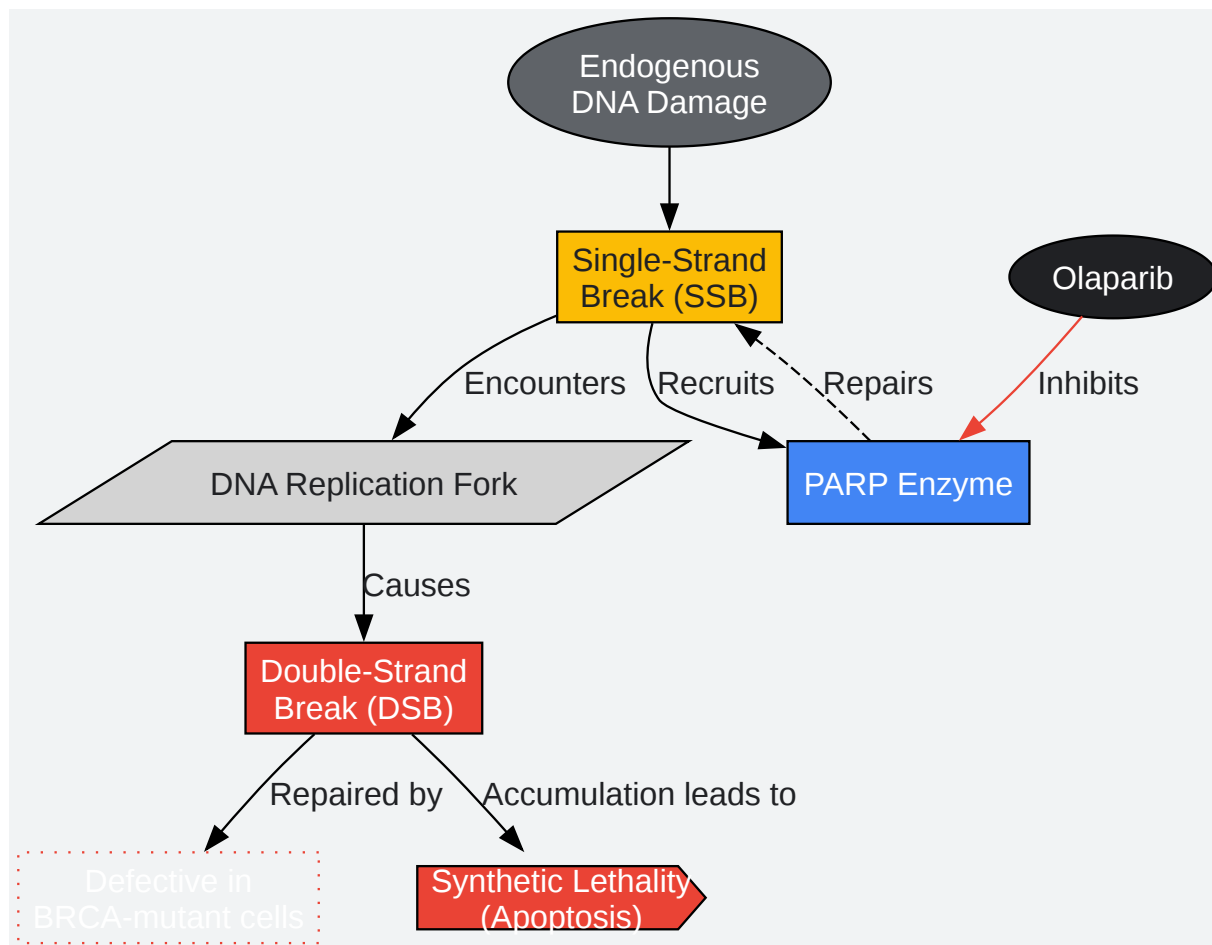 Endogenous
DNA Damage
Single-Strand
Break (SSB)
Olaparib
Encounters
Recruits
Repairs
Inhibits
DNA Replication Fork
PARP Enzyme
Causes
Double-Strand
Break (DSB)
Repaired by
Accumulation leads to
Defective in
BRCA-mutant cells
Synthetic Lethality
(Apoptosis)